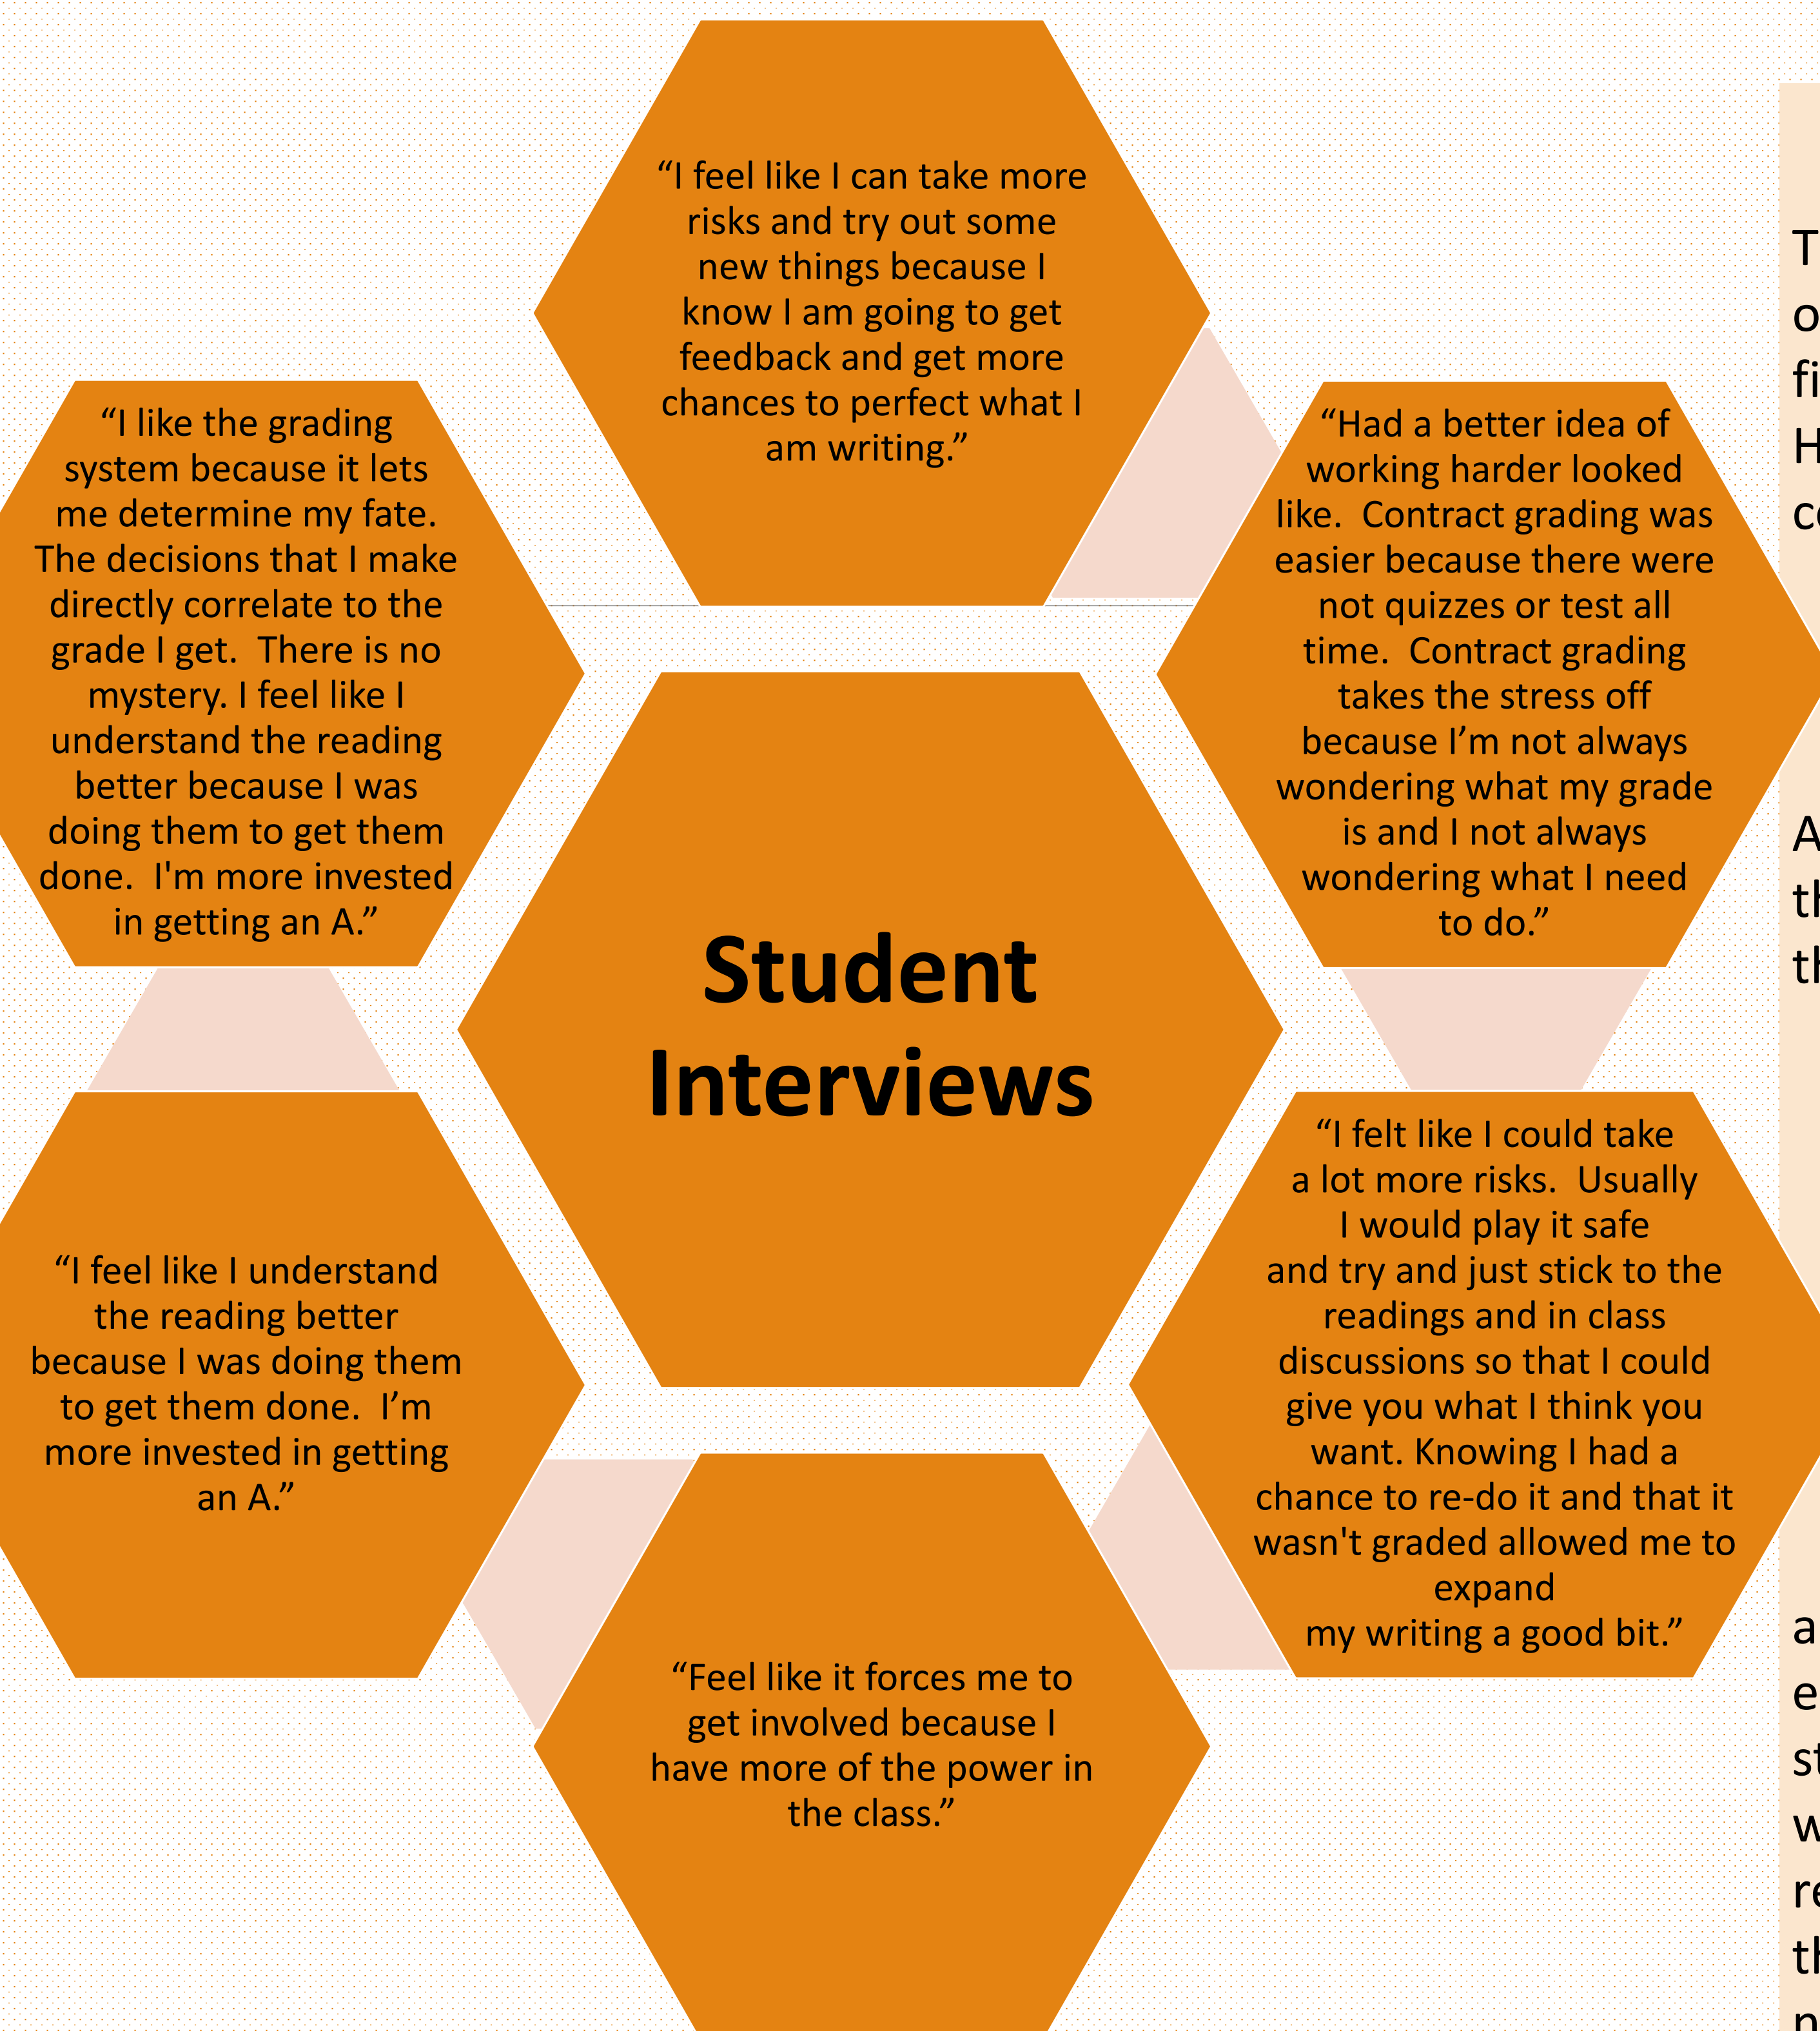 “I feel like I can take more
risks and try out some
new things because I
know I am going to get
feedback and get more
chances to perfect what I
am writing.”
“Had a better idea of
working harder looked
like.  Contract grading was
easier because there were
not quizzes or test all
time.  Contract grading
takes the stress off
because I’m not always
wondering what my grade
is and I not always
wondering what I need
to do.”
“I felt like I could take
a lot more risks.  Usually
I would play it safe
and try and just stick to the
readings and in class
discussions so that I could
give you what I think you
want. Knowing I had a
chance to re-do it and that it
wasn't graded allowed me to
expand
my writing a good bit.”
“Feel like it forces me to
get involved because I
have more of the power in
the class.”
“I feel like I understand
the reading better
because I was doing them
to get them done.  I’m
more invested in getting
an A.”
“I like the grading
system because it lets
me determine my fate.
The decisions that I make
directly correlate to the
grade I get.  There is no
mystery. I feel like I
understand the reading
better because I was
doing them to get them
done.  I'm more invested
in getting an A.”
Student
Interviews